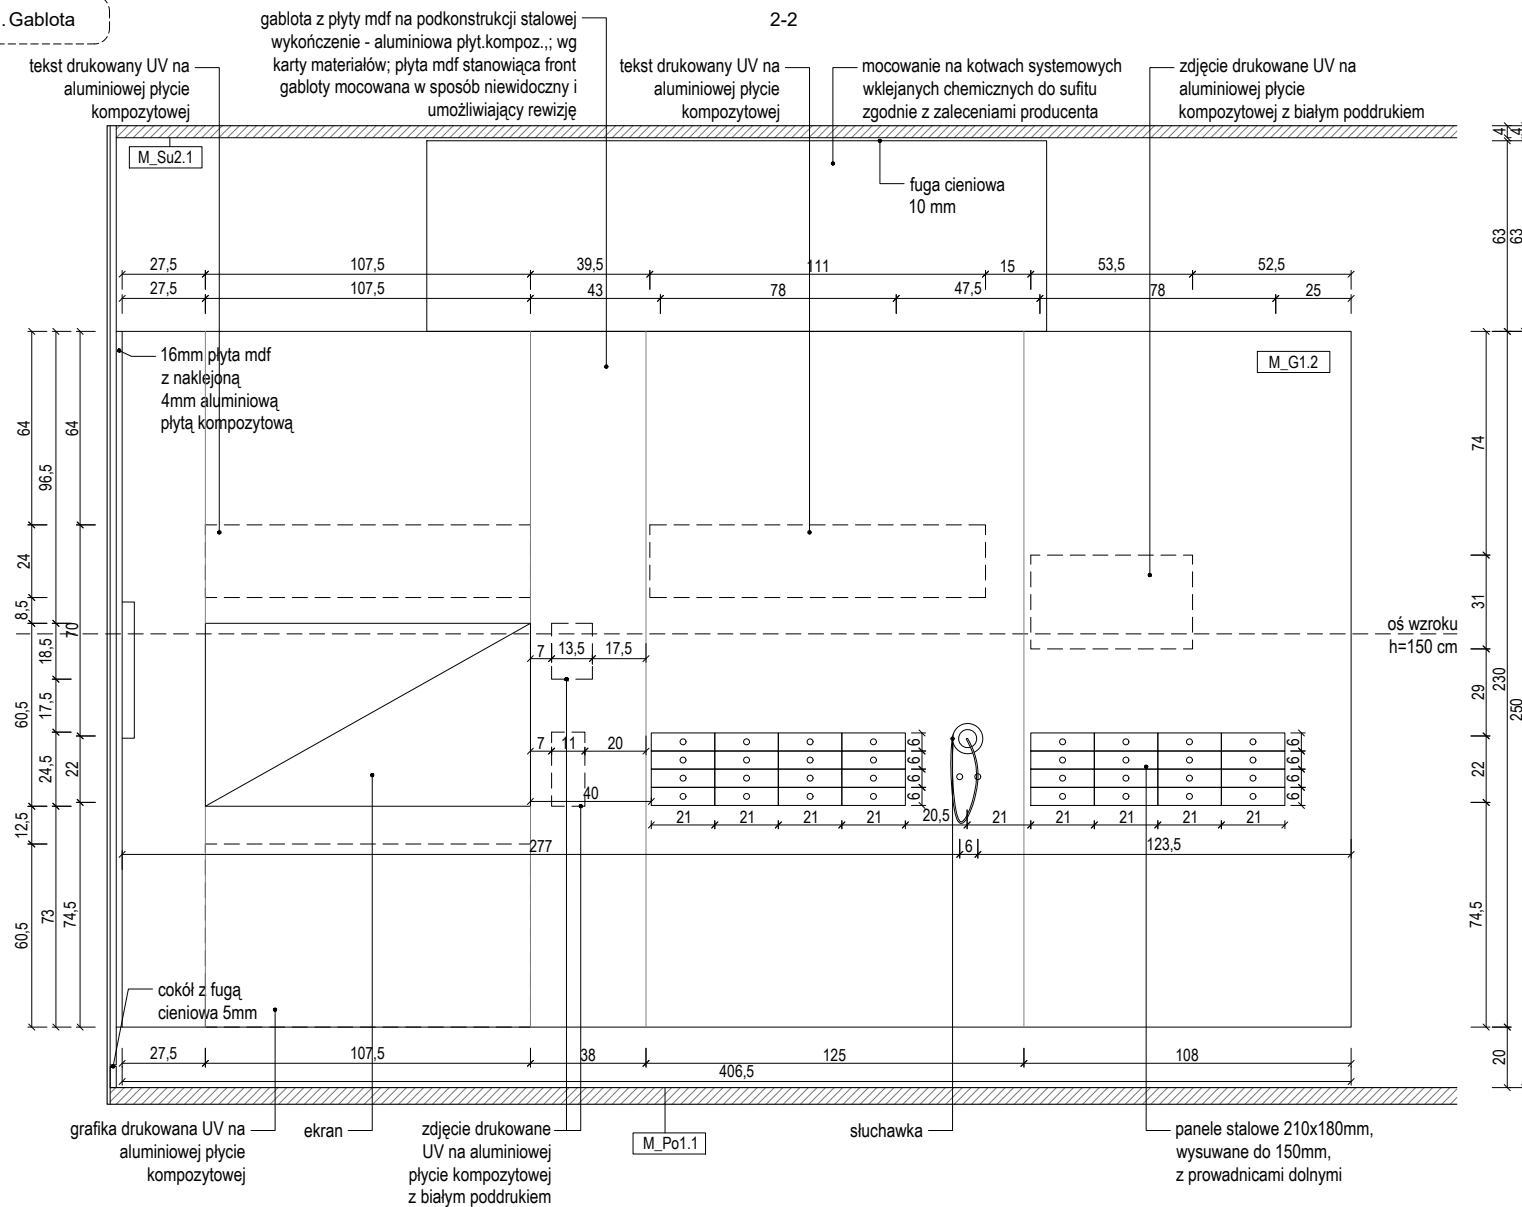 .Gablota
2-2
gablota z płyty mdf na podkonstrukcji stalowej
wykończenie - aluminiowa płyt.kompoz.,; wg
karty materiałów; płyta mdf stanowiąca front
gabloty mocowana w sposób niewidoczny i
umożliwiający rewizję
tekst drukowany UV na
aluminiowej płycie
kompozytowej
tekst drukowany UV na
aluminiowej płycie
kompozytowej
mocowanie na kotwach systemowych
wklejanych chemicznych do sufitu
zgodnie z zaleceniami producenta
zdjęcie drukowane UV na
aluminiowej płycie
kompozytowej z białym poddrukiem
M_Su2.1
fuga cieniowa
10 mm
27,5 107,5 39,5 111 15 53,5 52,5
27,5 107,5 43 78 47,5 78 25
16mm płyta mdf
z naklejoną
4mm aluminiową
płytą kompozytową
M_G1.2
64 24 8,5 60,5 12,5 60,5
96,5 18,5 17,5 24,5 73
64 70 22 74,5
oś wzroku
h=150 cm
7 13,5 17,5
7 11 20
40
6 6 6 6
6 6 6 6
21 21 21 21 20,5 21 21 21 21 21
277 6 123,5
74 31 29 22 74,5
4 63 230 20
4 63 250
cokół z fugą
cieniowa 5mm
27,5 107,5 38 125 108
406,5
grafika drukowana UV na
aluminiowej płycie
kompozytowej
ekran
zdjęcie drukowane
UV na aluminiowej
płycie kompozytowej
z białym poddrukiem
M_Po1.1
słuchawka
panele stalowe 210x180mm,
wysuwane do 150mm,
z prowadnicami dolnymi